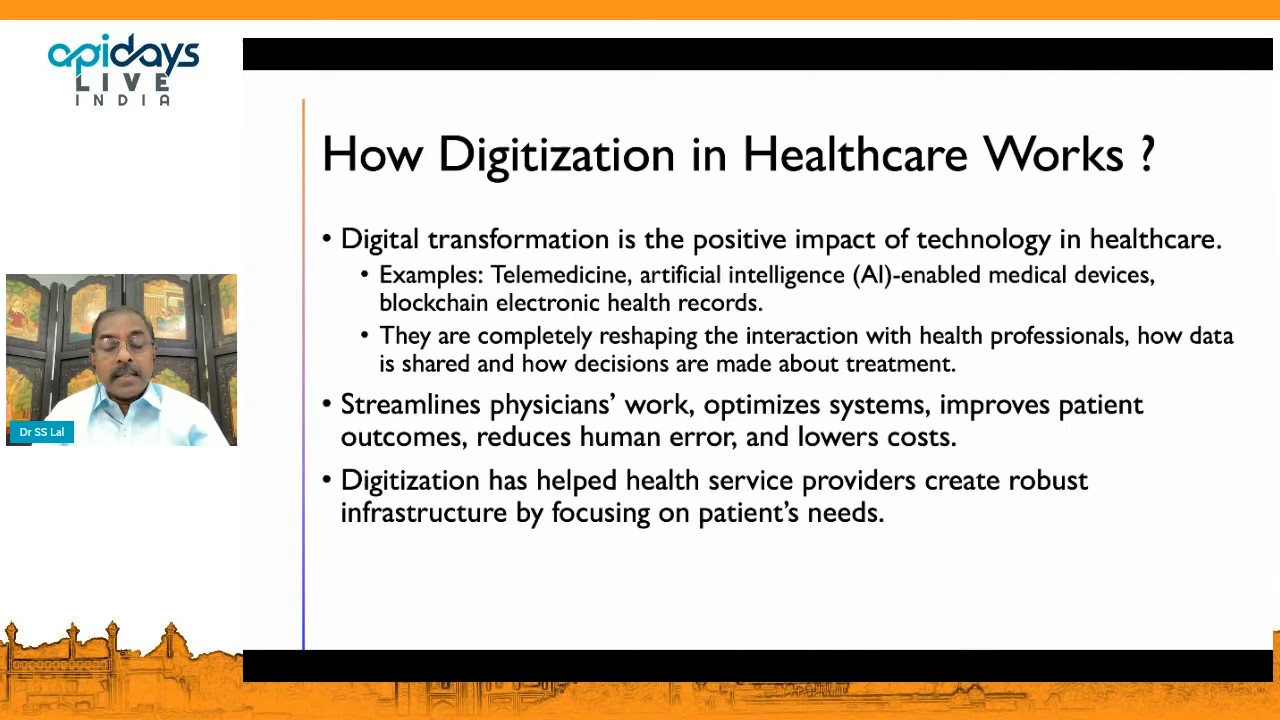 apidays
LIVE
INDIA
How Digitization in Healthcare Works ?
• Digital transformation is the positive impact of technology in healthcare.
• Examples: Telemedicine, artificial intelligence (AI)-enabled medical devices,
blockchain electronic health records.
• They are completely reshaping the interaction with health professionals, how data
is shared and how decisions are made about treatment.
• Streamlines physicians’ work, optimizes systems, improves patient
outcomes, reduces human error, and lowers costs.
• Digitization has helped health service providers create robust
infrastructure by focusing on patient’s needs.
Dr SS Lal